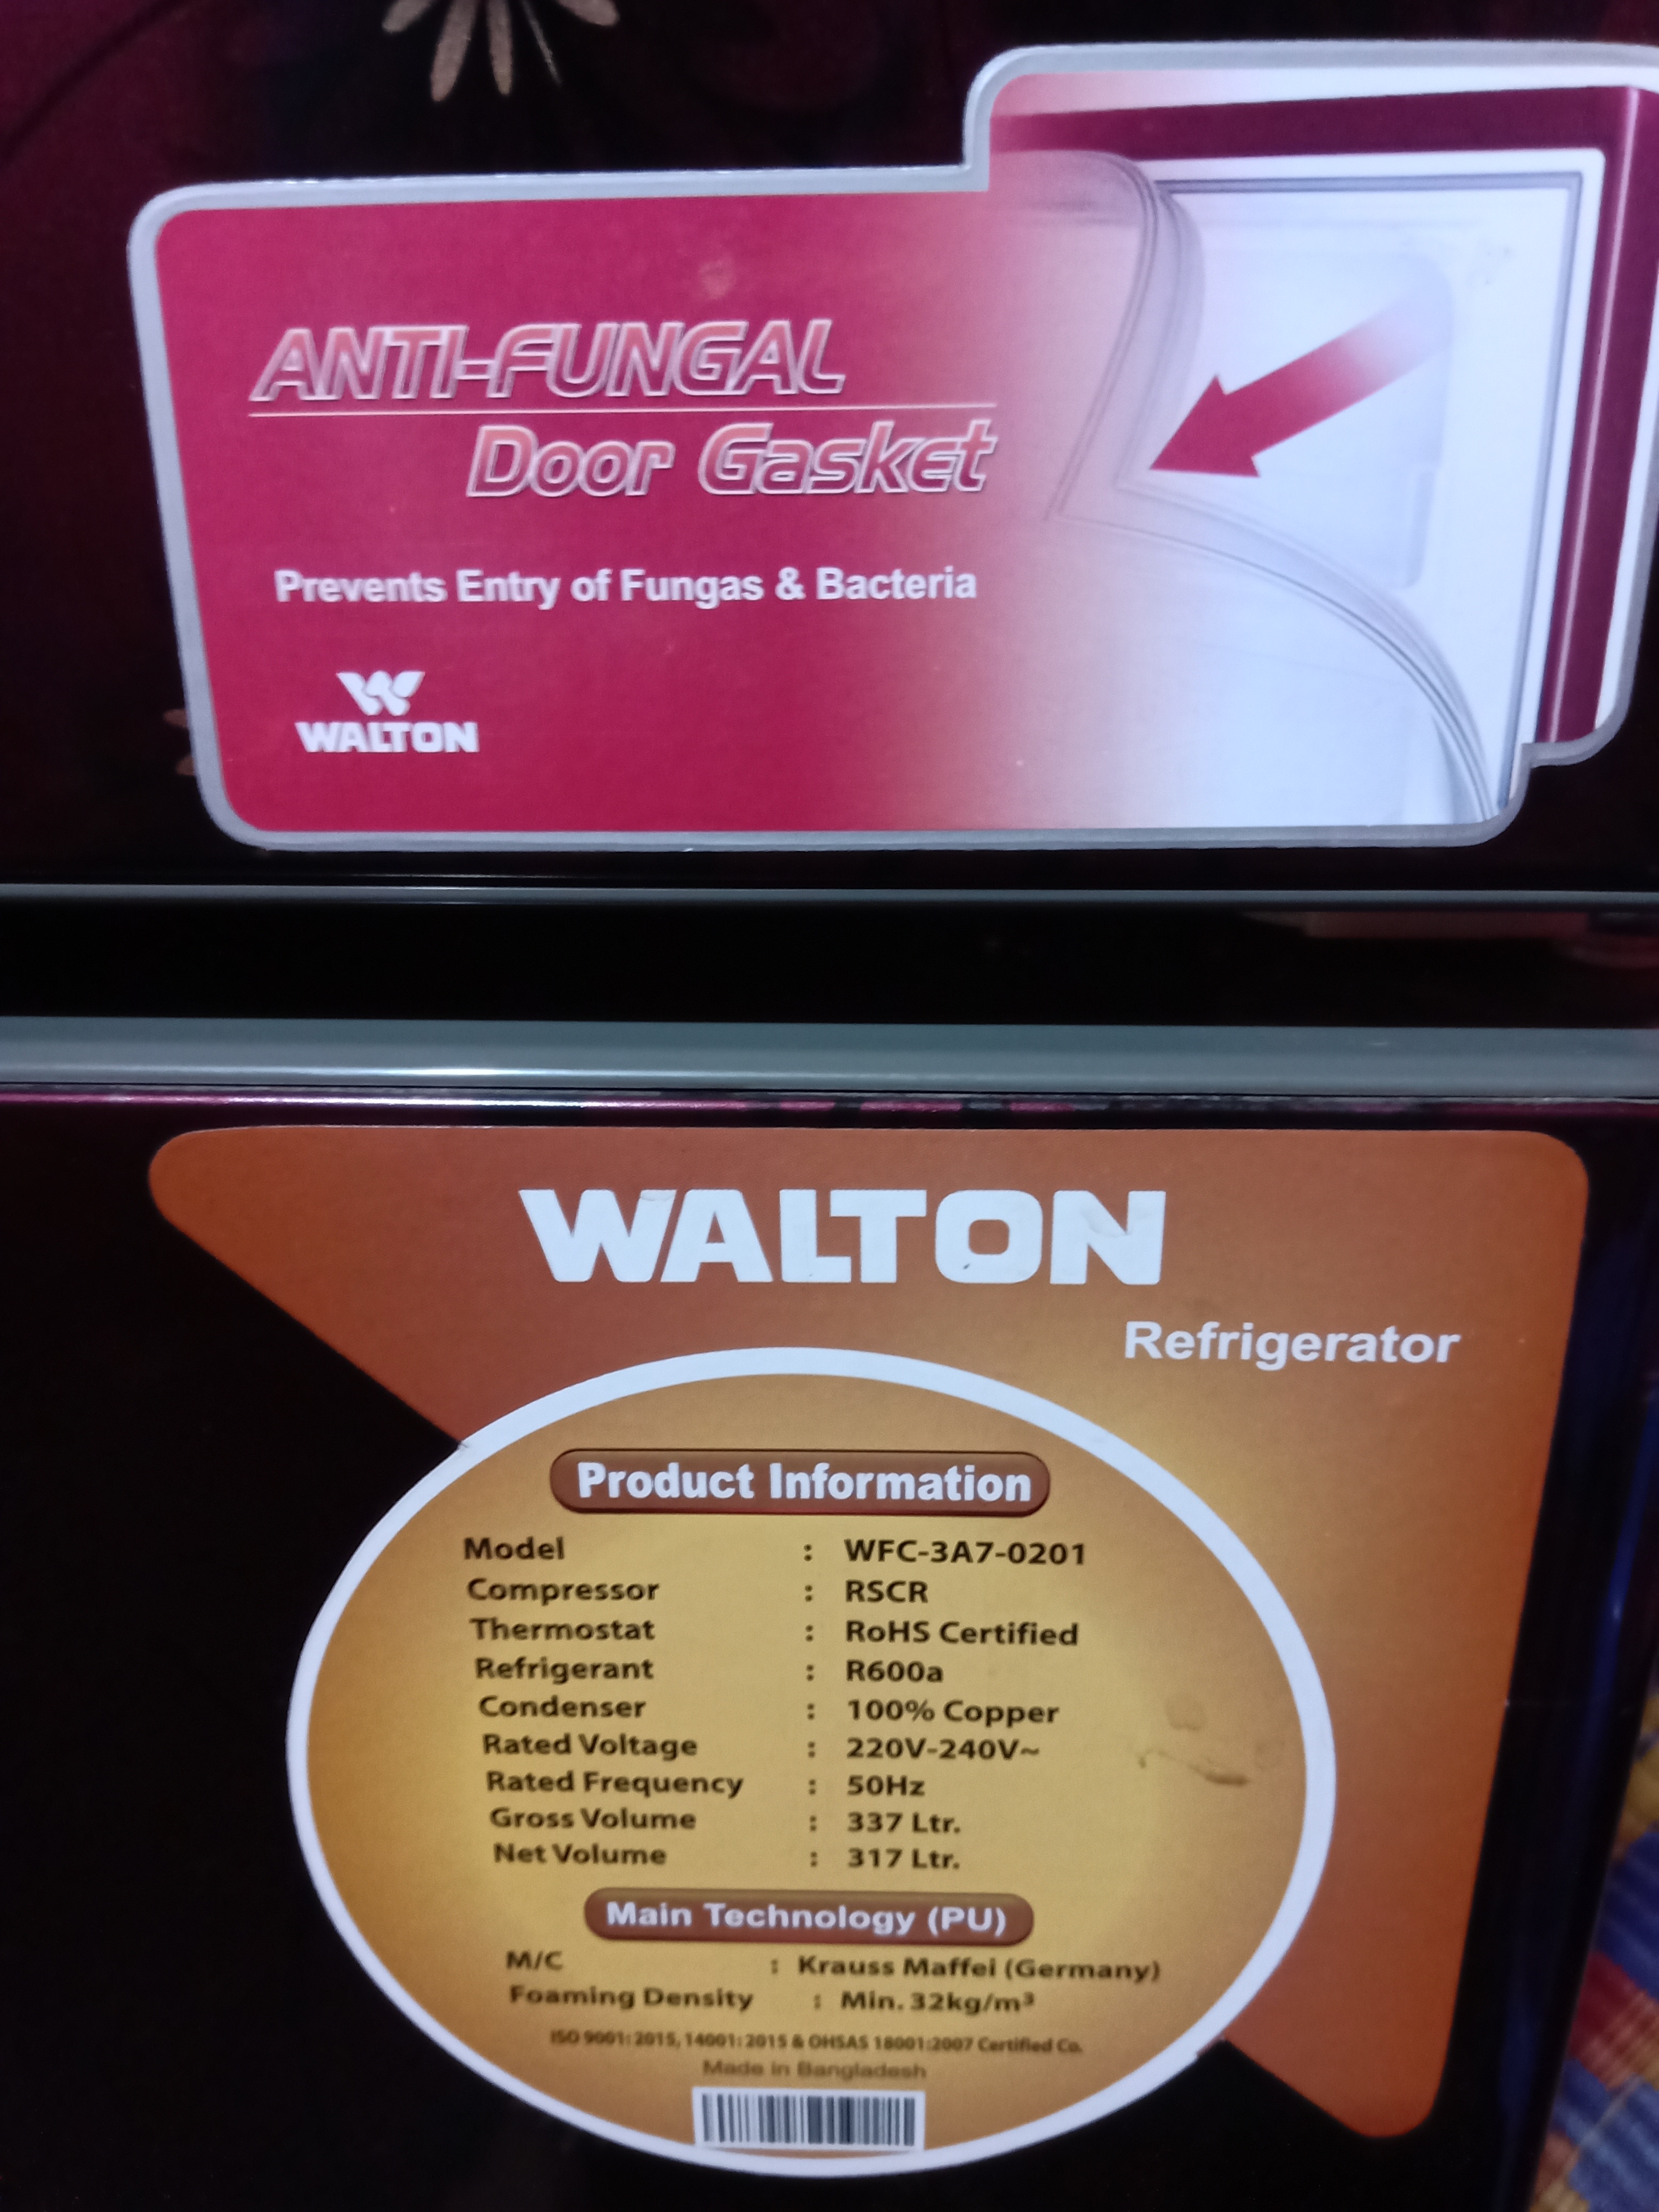 ANTI-FUNGAL
Door Gasket
Prevents Entry of Fungas & Bacteria
WALTON
WALTON
Refrigerator
Product Information
Model : WFC-3A7-0201
Compressor : RSCR
Thermostat : RoHS Certified
Refrigerant : R600a
Condenser : 100% Copper
Rated Voltage : 220V-240V~
Rated Frequency : 50Hz
Gross Volume : 337 Ltr.
Net Volume : 317 Ltr.
Main Technology (PU)
M/C : Krauss Maffei (Germany)
Foaming Density : Min. 32kg/m³
ISO 9001:2015, 14001:2015 & OHSAS 18001:2007 Certified Co.
Made in Bangladesh